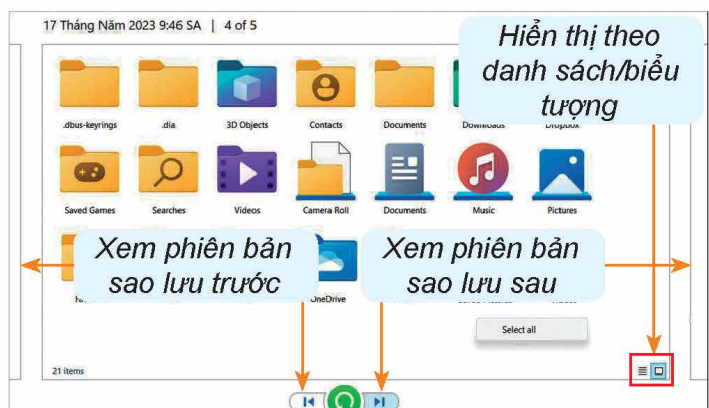 17 Tháng Năm 2023 9:46 SA | 4 of 5
Hiển thị theo
danh sách/biểu
tượng
.dbus-keyrings .dia 3D Objects Contacts Documents Downloads Dropbox
Saved Games Searches Videos Camera Roll Documents Music Pictures
Xem phiên bản
sao lưu trước
Xem phiên bản
sao lưu sau
OneDrive
Select all
21 items